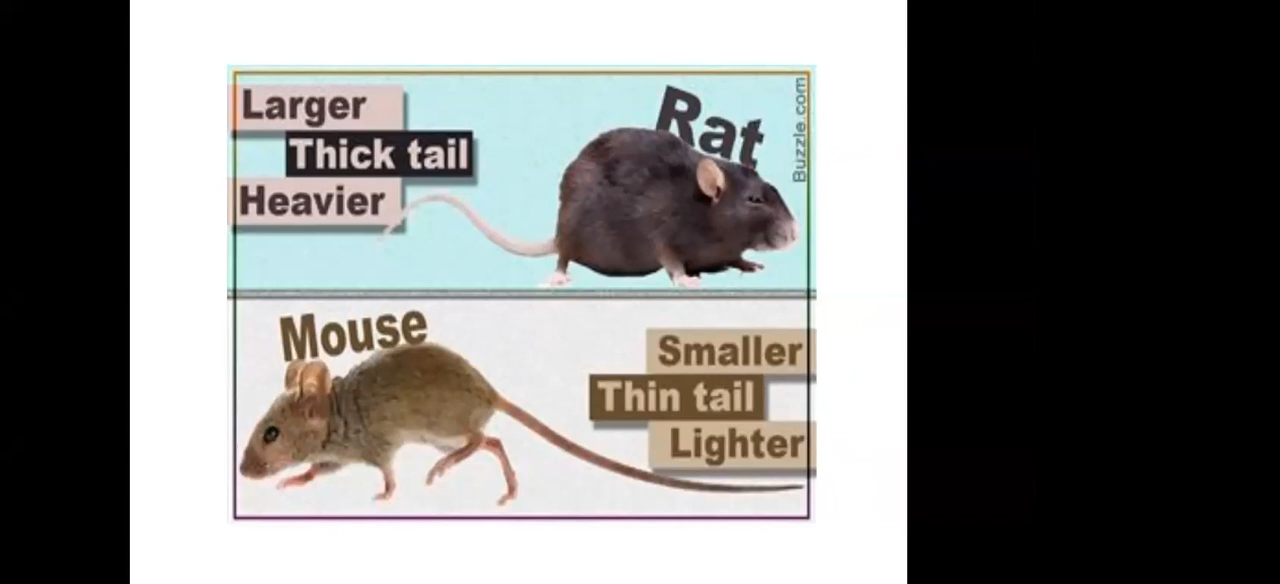 Larger
Thick tail
Heavier
Rat
Buzzle.com
Mouse
Smaller
Thin tail
Lighter